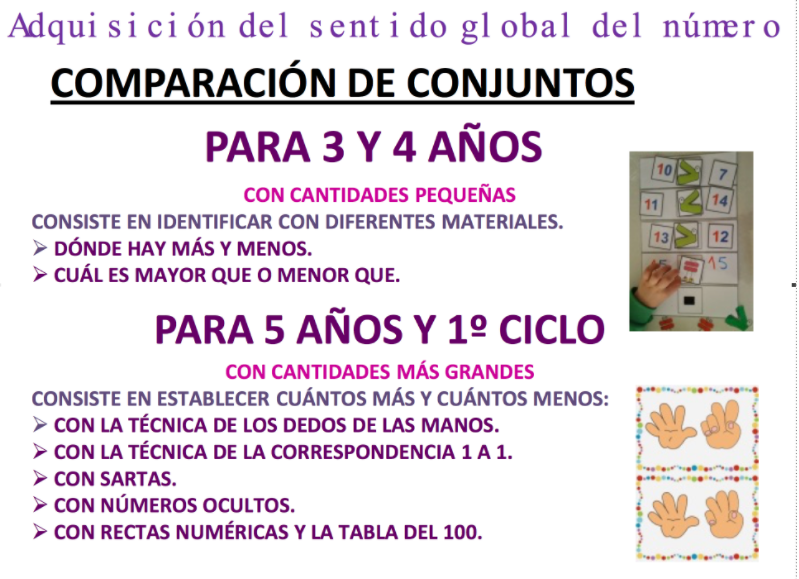 Adquisición del sentido global del número
COMPARACIÓN DE CONJUNTOS
PARA 3 Y 4 AÑOS
CON CANTIDADES PEQUEÑAS
CONSISTE EN IDENTIFICAR CON DIFERENTES MATERIALES.
➢ DÓNDE HAY MÁS Y MENOS.
➢ CUÁL ES MAYOR QUE O MENOR QUE.
10 7
11 14
13 12
15
PARA 5 AÑOS Y 1º CICLO
CON CANTIDADES MÁS GRANDES
CONSISTE EN ESTABLECER CUÁNTOS MÁS Y CUÁNTOS MENOS:
➢ CON LA TÉCNICA DE LOS DEDOS DE LAS MANOS.
➢ CON LA TÉCNICA DE LA CORRESPONDENCIA 1 A 1.
➢ CON SARTAS.
➢ CON NÚMEROS OCULTOS.
➢ CON RECTAS NUMÉRICAS Y LA TABLA DEL 100.